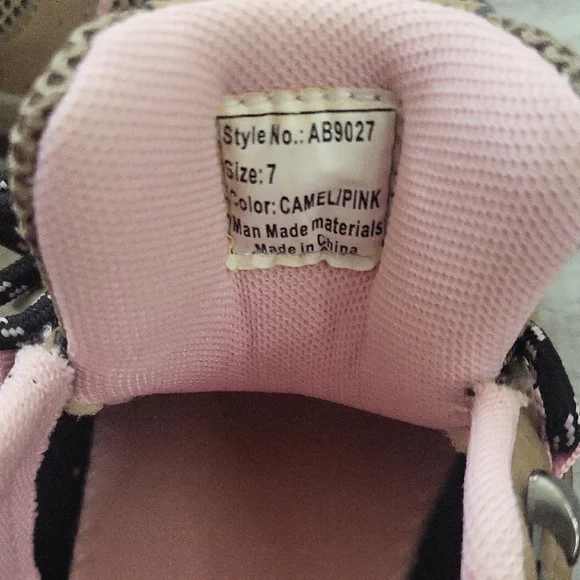 Style No.: AB9027
Size: 7
Color: CAMEL/PINK
Man Made materials
Made in China